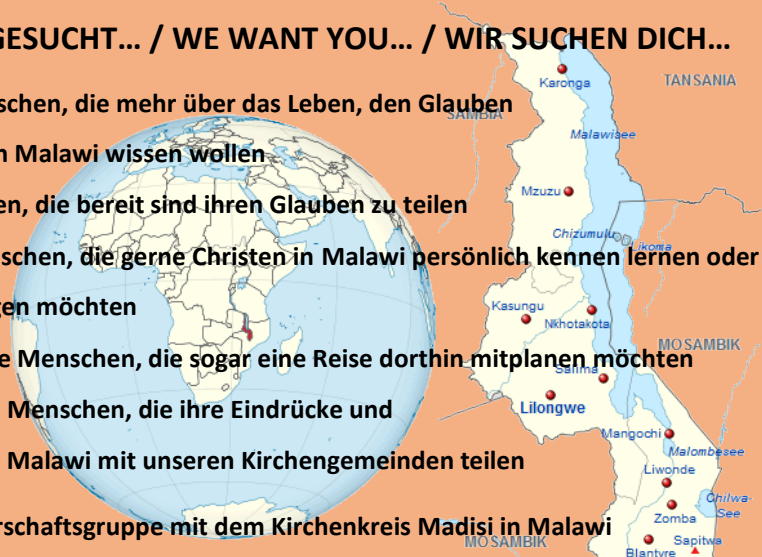 GESUCHT… / WE WANT YOU… / WIR SUCHEN DICH…
schen, die mehr über das Leben, den Glauben
n Malawi wissen wollen
en, die bereit sind ihren Glauben zu teilen
schen, die gerne Christen in Malawi persönlich kennen lernen oder
gen möchten
e Menschen, die sogar eine Reise dorthin mitplanen möchten
Menschen, die ihre Eindrücke und
Malawi mit unseren Kirchengemeinden teilen
rschaftsgruppe mit dem Kirchenkreis Madisi in Malawi
Karonga
TANSANIA
SAMBIA
Malawisee
Mzuzu
Chizumulu
Likoma
Kasungu
Nkhotakota
MOSAMBIK
Salima
Lilongwe
Mangochi
Malombesee
Liwonde
Chilwa-
See
Zomba
MOSAMBIK
Sapitwa
Blantyre